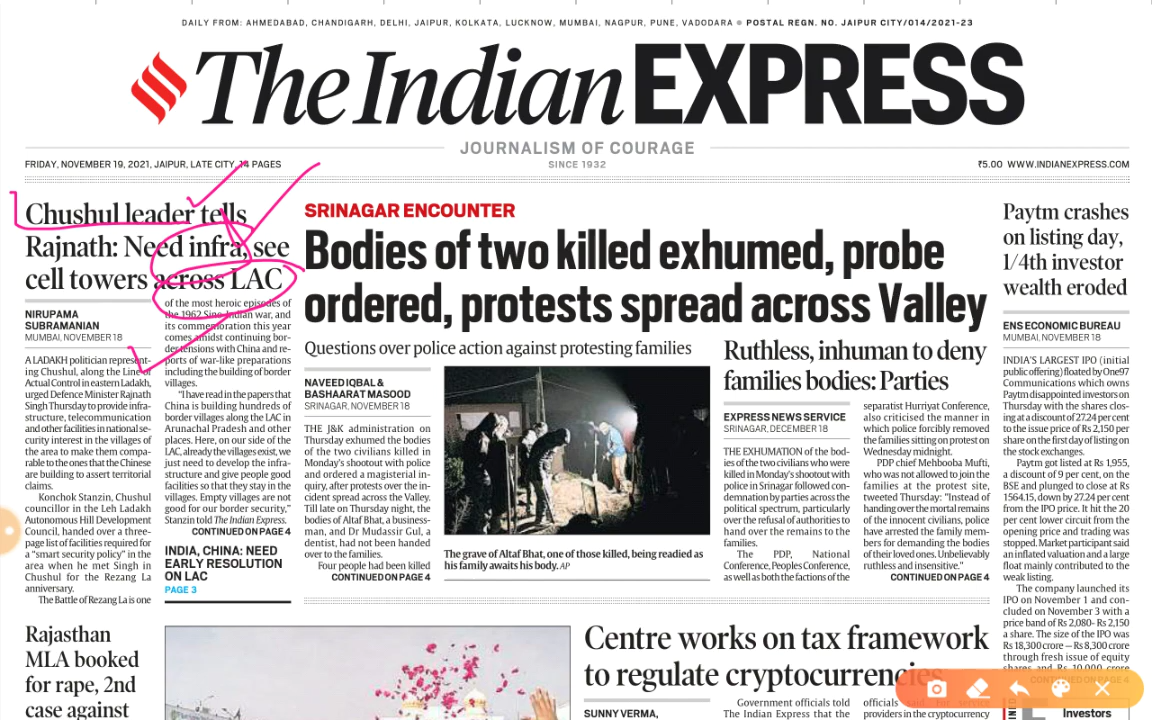 DAILY FROM: AHMEDABAD, CHANDIGARH, DELHI, JAIPUR, KOLKATA, LUCKNOW, MUMBAI, NAGPUR, PUNE, VADODARA ● POSTAL REGN. NO. JAIPUR CITY/014/2021-23
The Indian EXPRESS
JOURNALISM OF COURAGE
SINCE 1932
FRIDAY, NOVEMBER 19, 2021, JAIPUR, LATE CITY, 14 PAGES
₹5.00 WWW.INDIANEXPRESS.COM
Chushul leader tells
Rajnath: Need infra, see
cell towers across LAC
NIRUPAMA
SUBRAMANIAN
MUMBAI, NOVEMBER 18
A LADAKH politician represent-
ing Chushul, along the Line of
Actual Control in eastern Ladakh,
urged Defence Minister Rajnath
Singh Thursday to provide infra-
structure, telecommunication
and other facilities in national se-
curity interest in the villages of
the area to make them compa-
rable to the ones that the Chinese
are building to assert territorial
claims.
Konchok Stanzin, Chushul
councillor in the Leh Ladakh
Autonomous Hill Development
Council, handed over a three-
page list of facilities required for
a "smart security policy" in the
area when he met Singh in
Chushul for the Rezang La
anniversary.
The Battle of Rezang La is one
of the most heroic episodes of
the 1962 Sino-Indian war, and
its commemoration this year
comes amidst continuing bor-
der tensions with China and re-
ports of war-like preparations
including the building of border
villages.
"I have read in the papers that
China is building hundreds of
border villages along the LAC in
Arunachal Pradesh and other
places. Here, on our side of the
LAC, already the villages exist, we
just need to develop the infra-
structure and give people good
facilities so that they stay in the
villages. Empty villages are not
good for our border security,"
Stanzin told The Indian Express.
CONTINUED ON PAGE 4
INDIA, CHINA: NEED
EARLY RESOLUTION
ON LAC
PAGE 3
SRINAGAR ENCOUNTER
Bodies of two killed exhumed, probe
ordered, protests spread across Valley
Questions over police action against protesting families
NAVEED IQBAL &
BASHAARAT MASOOD
SRINAGAR, NOVEMBER 18
THE J&K administration on
Thursday exhumed the bodies
of the two civilians killed in
Monday's shootout with police
and ordered a magisterial in-
quiry, after protests over the in-
cident spread across the Valley.
Till late on Thursday night, the
bodies of Altaf Bhat, a business-
man, and Dr Mudassir Gul, a
dentist, had not been handed
over to the families.
Four people had been killed
CONTINUED ON PAGE 4
The grave of Altaf Bhat, one of those killed, being readied as
his family awaits his body. AP
Ruthless, inhuman to deny
families bodies: Parties
EXPRESS NEWS SERVICE
SRINAGAR, DECEMBER 18
THE EXHUMATION of the bod-
ies of the two civilians who were
killed in Monday's shootout with
police in Srinagar followed con-
demnation by parties across the
political spectrum, particularly
over the refusal of authorities to
hand over the remains to the
families.
The PDP, National
Conference, Peoples Conference,
as well as both the factions of the
separatist Hurriyat Conference,
also criticised the manner in
which police forcibly removed
the families sitting on protest on
Wednesday midnight.
PDP chief Mehbooba Mufti,
who was not allowed to join the
families at the protest site,
tweeted Thursday: "Instead of
handing over the mortal remains
of the innocent civilians, police
have arrested the family mem-
bers for demanding the bodies
of their loved ones. Unbelievably
ruthless and insensitive."
CONTINUED ON PAGE 4
Paytm crashes
on listing day,
1/4th investor
wealth eroded
ENS ECONOMIC BUREAU
MUMBAI, NOVEMBER 18
INDIA'S LARGEST IPO (initial
public offering) floated by One97
Communications which owns
Paytm disappointed investors on
Thursday with the shares clos-
ing at a discount of 27.24 per cent
to the issue price of Rs 2,150 per
share on the first day of listing on
the stock exchanges.
Paytm got listed at Rs 1,955,
a discount of 9 per cent, on the
BSE and plunged to close at Rs
1564.15, down by 27.24 per cent
from the IPO price. It hit the 20
per cent lower circuit from the
opening price and trading was
stopped. Market participant said
an inflated valuation and a large
float mainly contributed to the
weak listing.
The company launched its
IPO on November 1 and con-
cluded on November 3 with a
price band of Rs 2,080- Rs 2,150
a share. The size of the IPO was
Rs 18,300 crore — Rs 8,300 crore
through fresh issue of equity
shares and Rs 10,000 crore
CONTINUED ON PAGE 4
Rajasthan
MLA booked
for rape, 2nd
case against
Centre works on tax framework
to regulate cryptocurrencies
SUNNY VERMA,
Government officials told
The Indian Express that the
officials said. For service
providers in the cryptocurrency
Investors